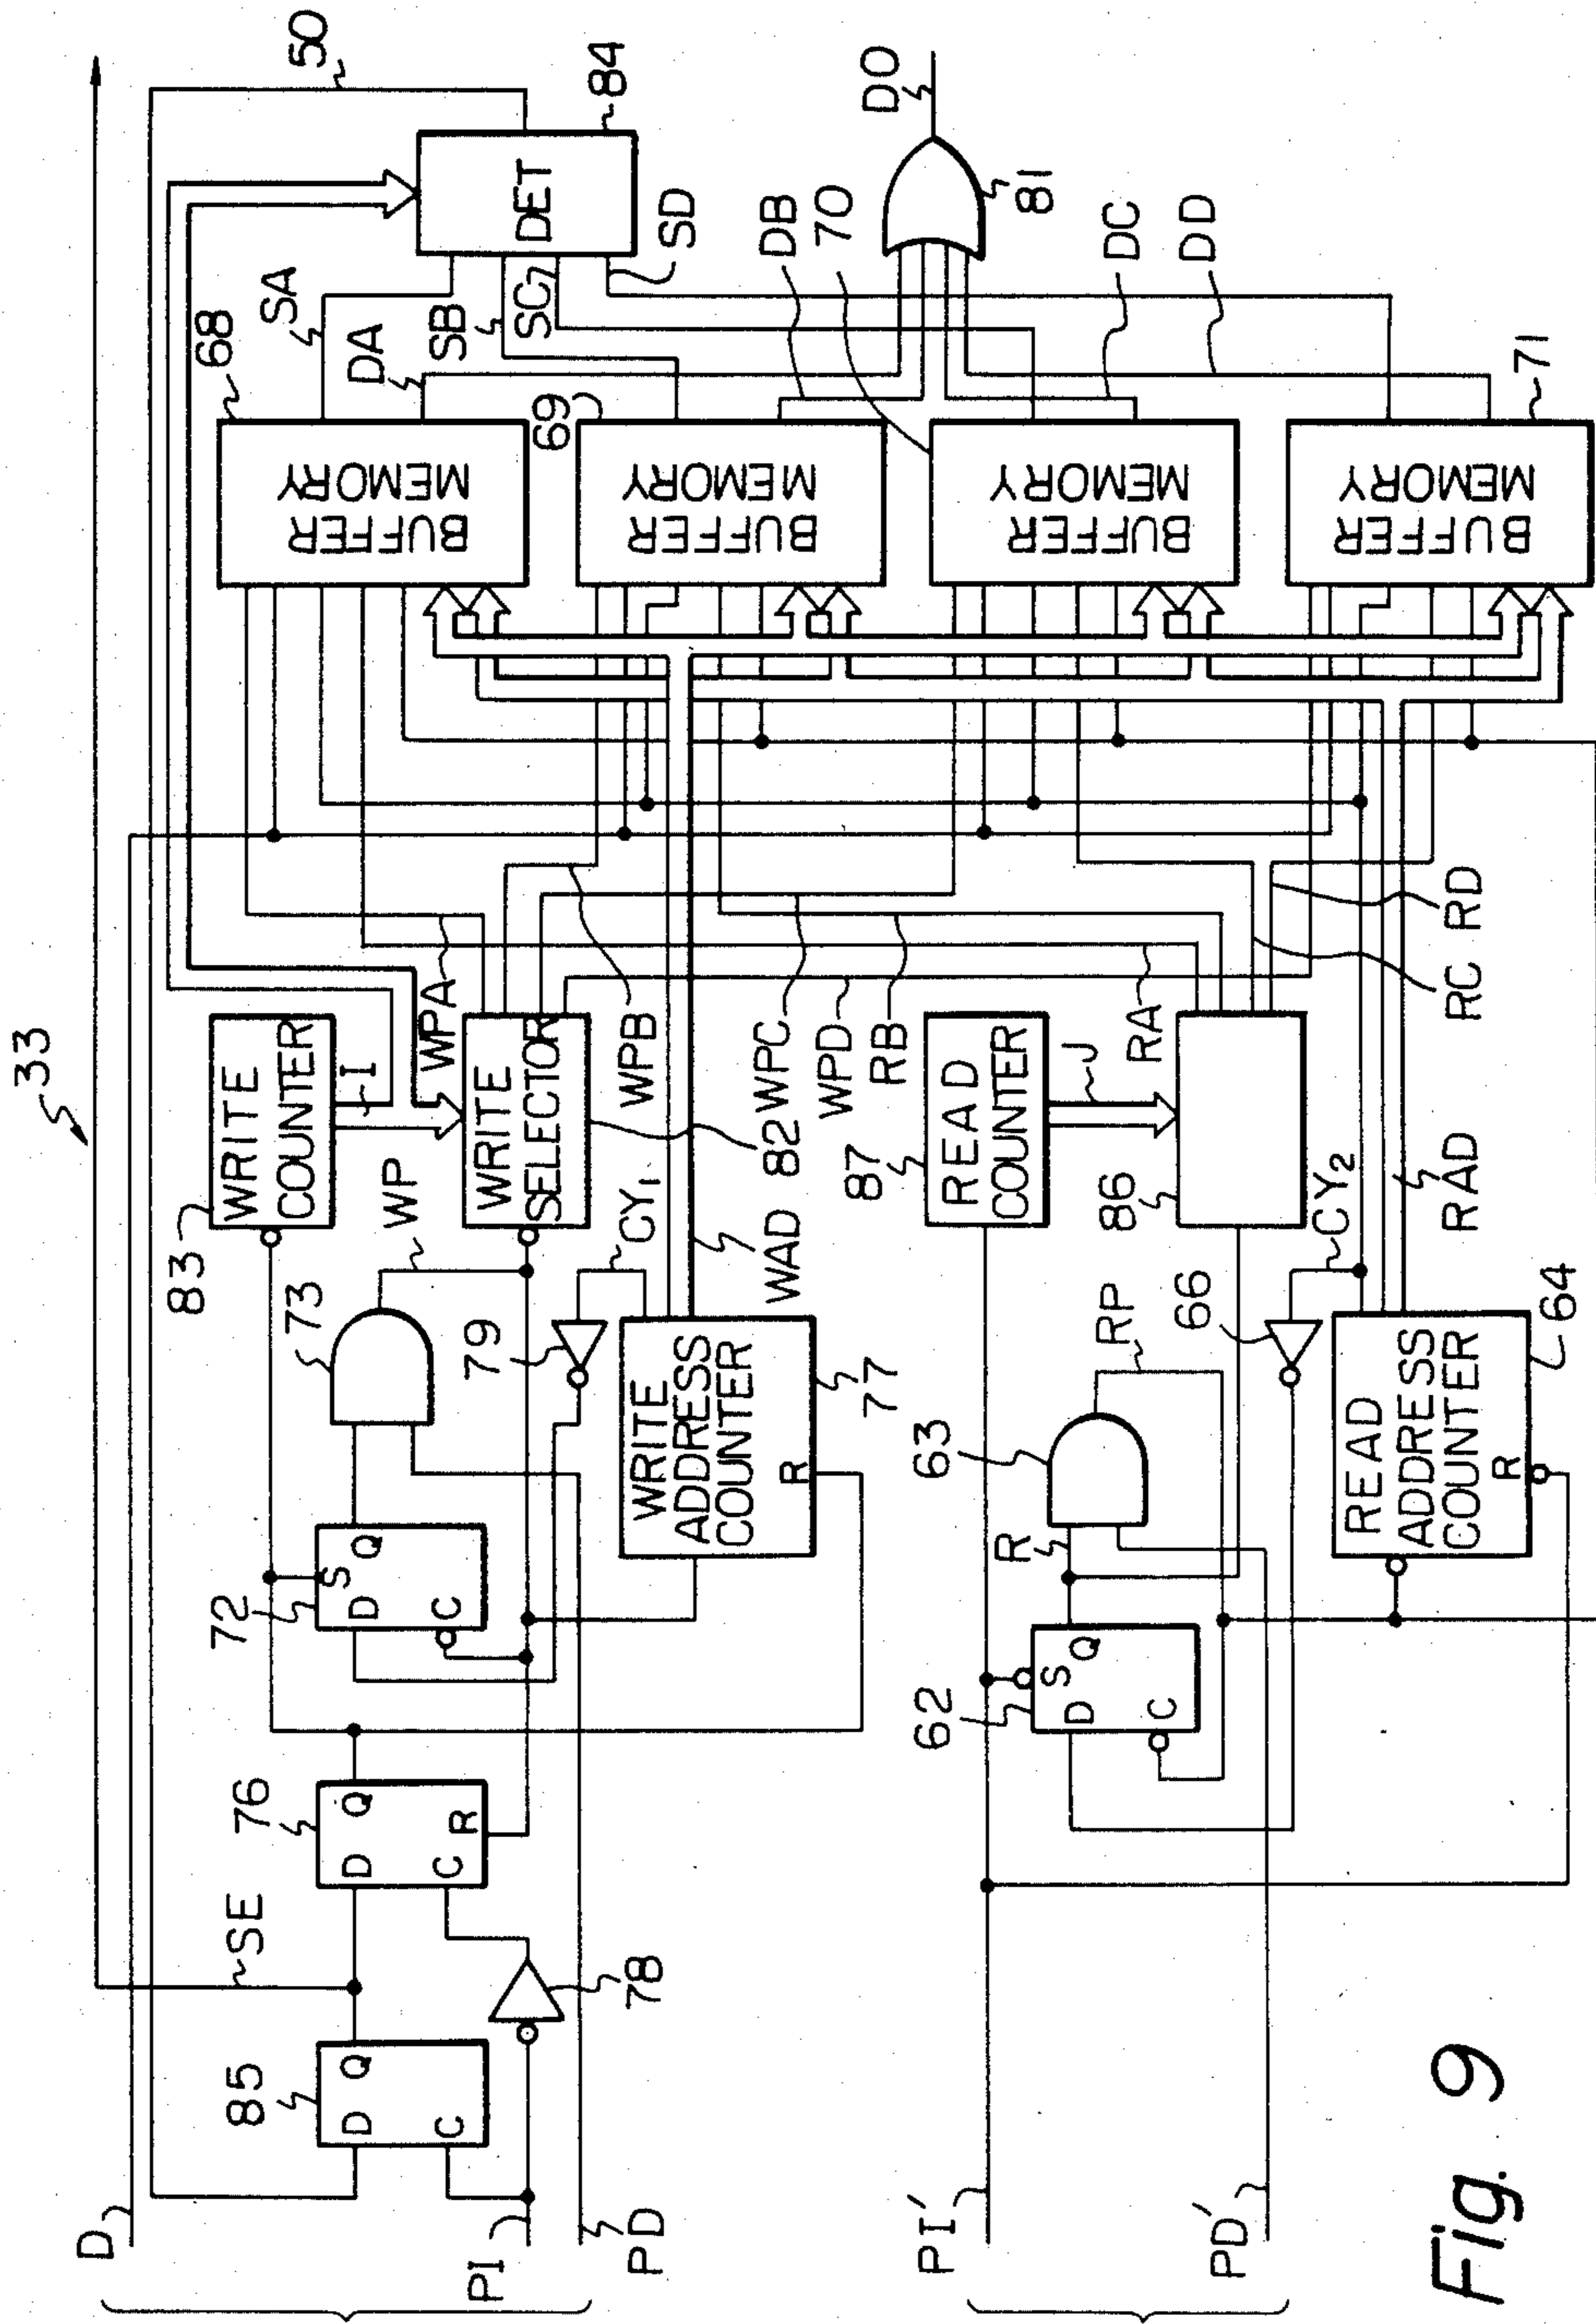 33
D
PI
PD
85
D
Q
C
78
SE
76
D
Q
C
R
72
S
D
Q
C
73
WP
83
WRITE
COUNTER
I
WPA
WRITE
SELECTOR
82
79
CY1
WRITE
ADDRESS
COUNTER
R
77
WAD
WPB
WPC
WPD
RB
RA
68
BUFFER
MEMORY
69
BUFFER
MEMORY
70
BUFFER
MEMORY
71
BUFFER
MEMORY
SA
DA
SB
SC
SD
DET
84
50
DB
DC
DD
81
DO
PI'
PD'
62
S
D
Q
C
R
63
RP
87
READ
COUNTER
J
86
66
CY2
READ
ADDRESS
COUNTER
R
64
RAD
RC
RD
Fig. 9